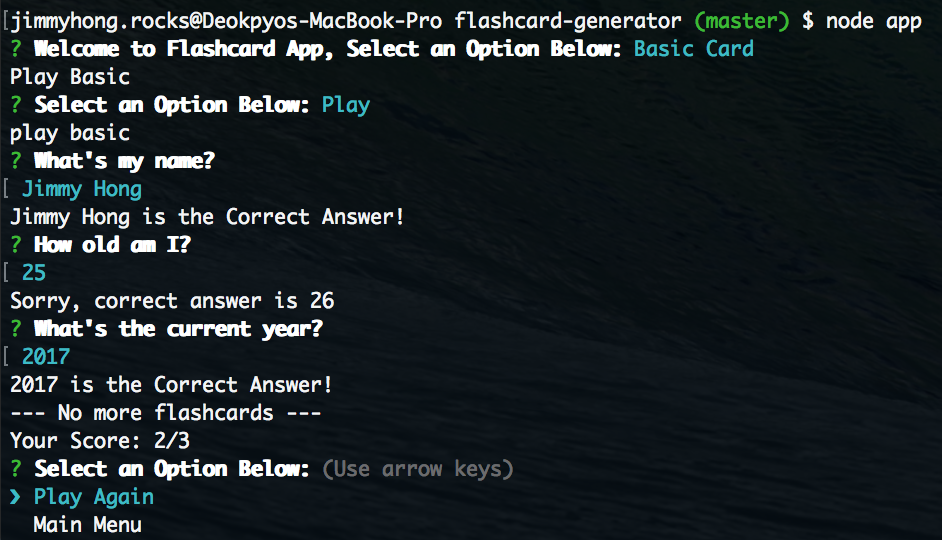 [jimmyhong.rocks@Deokpyos-MacBook-Pro flashcard-generator (master) $ node app
? Welcome to Flashcard App, Select an Option Below: Basic Card
Play Basic
? Select an Option Below: Play
play basic
? What's my name?
[ Jimmy Hong
Jimmy Hong is the Correct Answer!
? How old am I?
[ 25
Sorry, correct answer is 26
? What's the current year?
[ 2017
2017 is the Correct Answer!
--- No more flashcards ---
Your Score: 2/3
? Select an Option Below: (Use arrow keys)
❯ Play Again
Main Menu